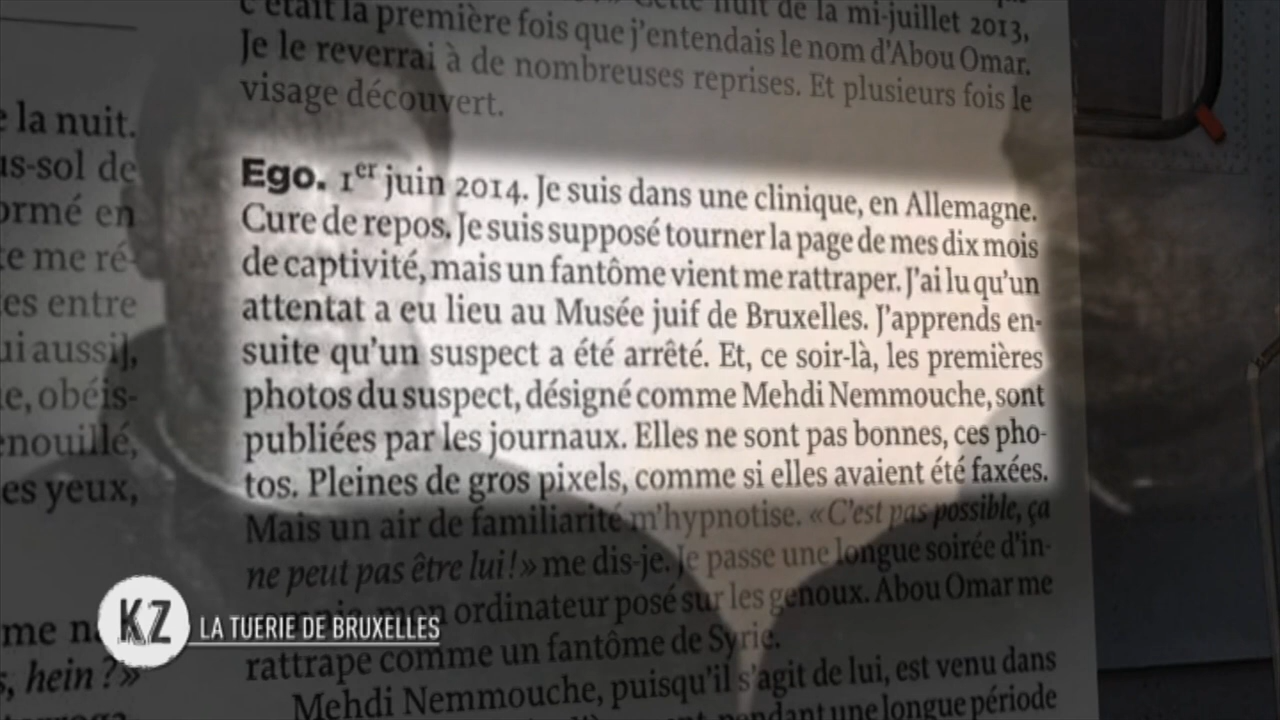 c'était la première fois que j'entendais le nom d'Abou Omar.
nuit de la mi-juillet 2013,
Je le reverrai à de nombreuses reprises. Et plusieurs fois le
visage découvert.
e la nuit.
us-sol de
ormé en
te me ré-
tes entre
ui aussi],
e, obéis-
enouillé,
es yeux,
Ego. 1er juin 2014. Je suis dans une clinique, en Allemagne.
Cure de repos. Je suis supposé tourner la page de mes dix mois
de captivité, mais un fantôme vient me rattraper. J'ai lu qu'un
attentat a eu lieu au Musée juif de Bruxelles. J'apprends en-
suite qu'un suspect a été arrêté. Et, ce soir-là, les premières
photos du suspect, désigné comme Mehdi Nemmouche, sont
publiées par les journaux. Elles ne sont pas bonnes, ces pho-
tos. Pleines de gros pixels, comme si elles avaient été faxées.
Mais un air de familiarité m'hypnotise. «C'est pas possible, ça
ne peut pas être lui!» me dis-je. Je passe une longue soirée d'in-
mon ordinateur posé sur les genoux. Abou Omar me
rattrape comme un fantôme de Syrie.
Mehdi Nemmouche, puisqu'il s'agit de lui, est venu dans
pendant une longue période
me
s, hein?»
KZ
LA TUERIE DE BRUXELLES